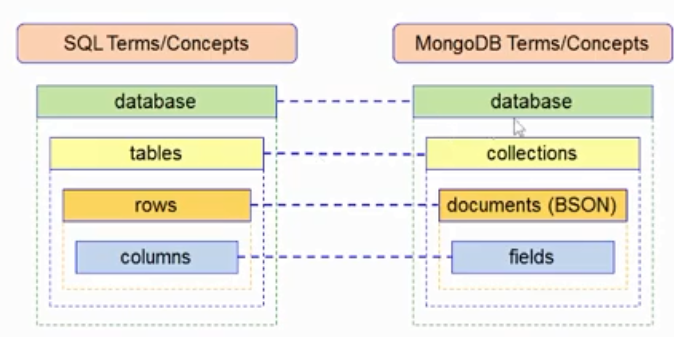 SQL Terms/Concepts
MongoDB Terms/Concepts
database
database
tables
collections
rows
documents (BSON)
columns
fields